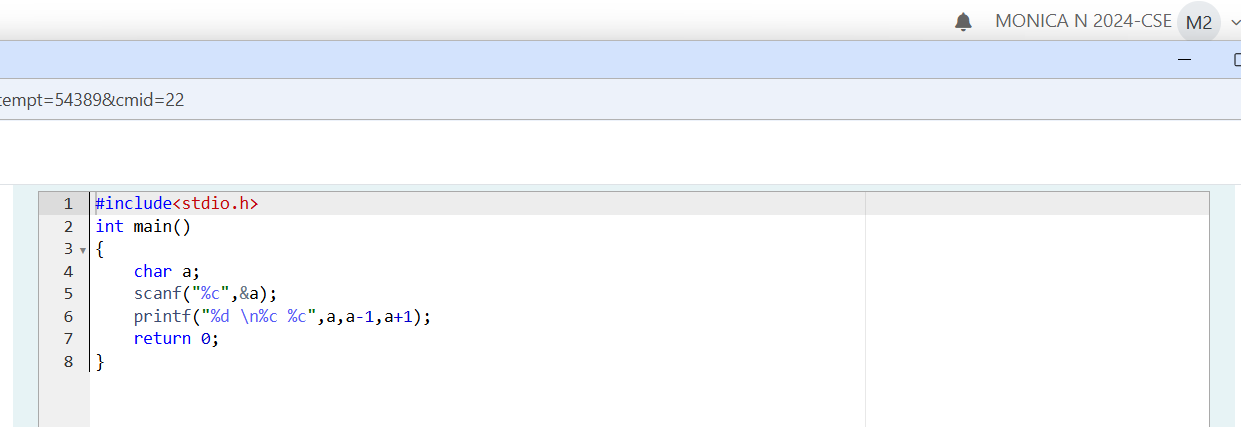 MONICA N 2024-CSE M2
tempt=54389&cmid=22
1 #include<stdio.h>
2 int main()
3 {
4     char a;
5     scanf("%c",&a);
6     printf("%d \n%c %c",a,a-1,a+1);
7     return 0;
8 }